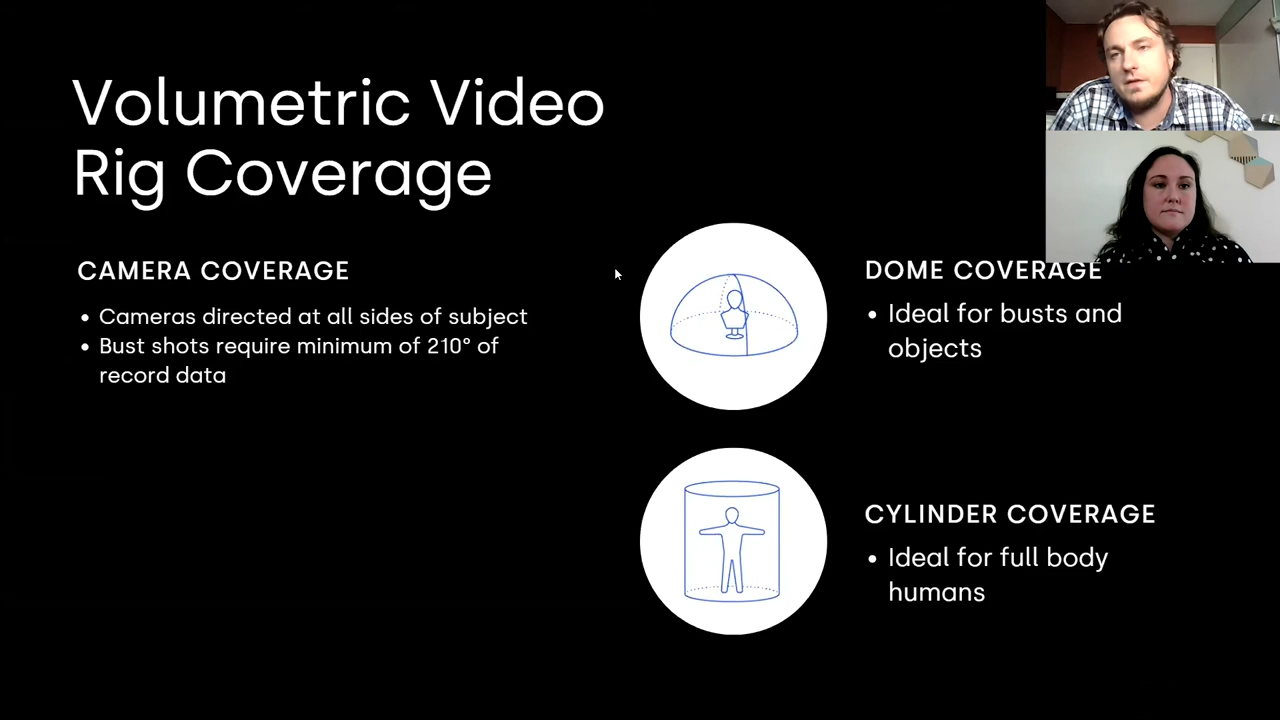 Volumetric Video
Rig Coverage
CAMERA COVERAGE
• Cameras directed at all sides of subject
• Bust shots require minimum of 210° of
record data
DOME COVERAGE
• Ideal for busts and
objects
CYLINDER COVERAGE
• Ideal for full body
humans